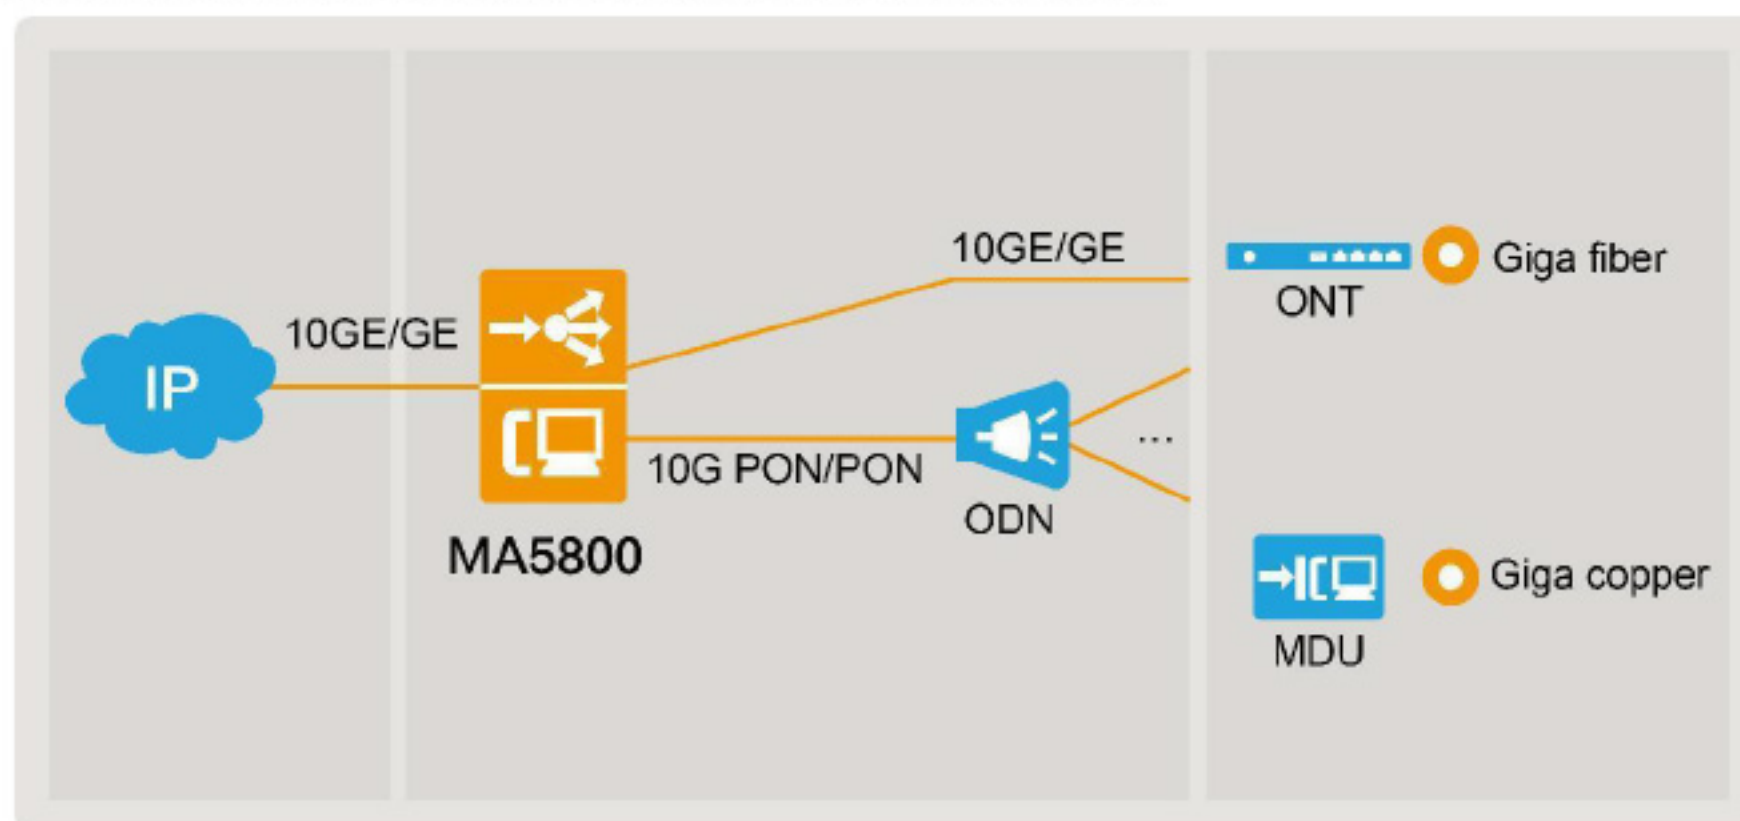 10GE/GE
IP
10GE/GE
10G PON/PON
MA5800
ODN
...
ONT
Giga fiber
MDU
Giga copper